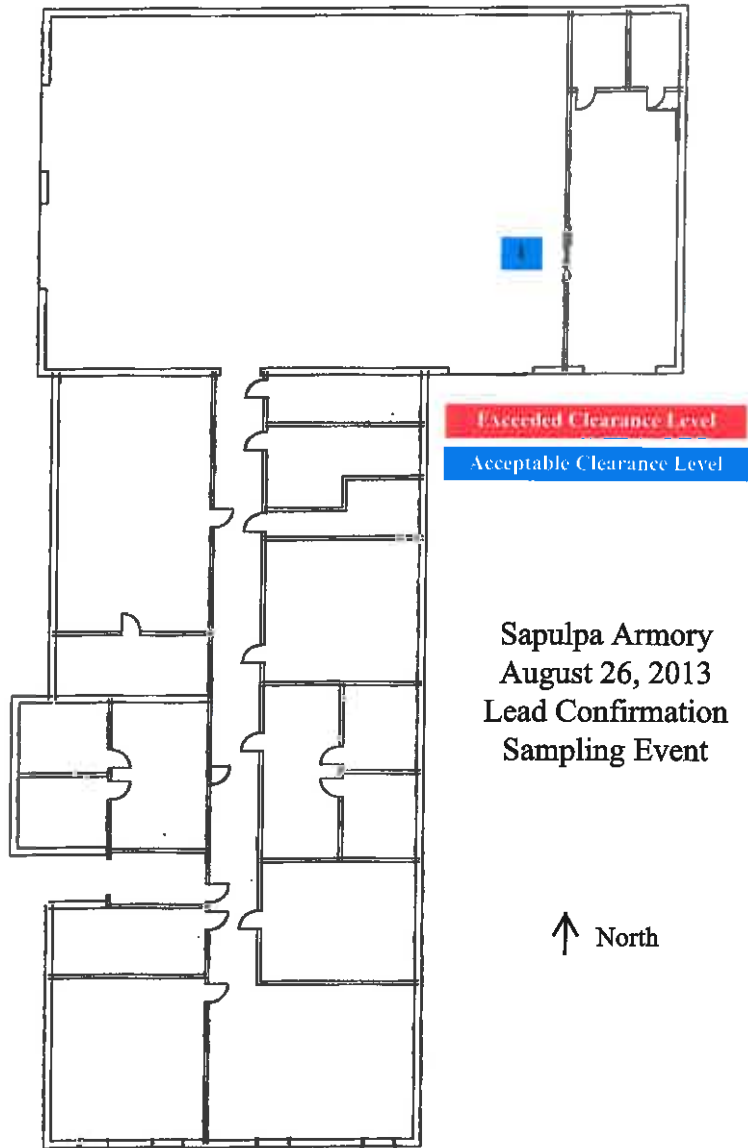 Exceeded Clearance Level
Acceptable Clearance Level
Sapulpa Armory
August 26, 2013
Lead Confirmation
Sampling Event
North